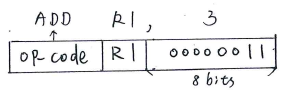 ADD R1, 3
OP-code R1 00000011
8 bits